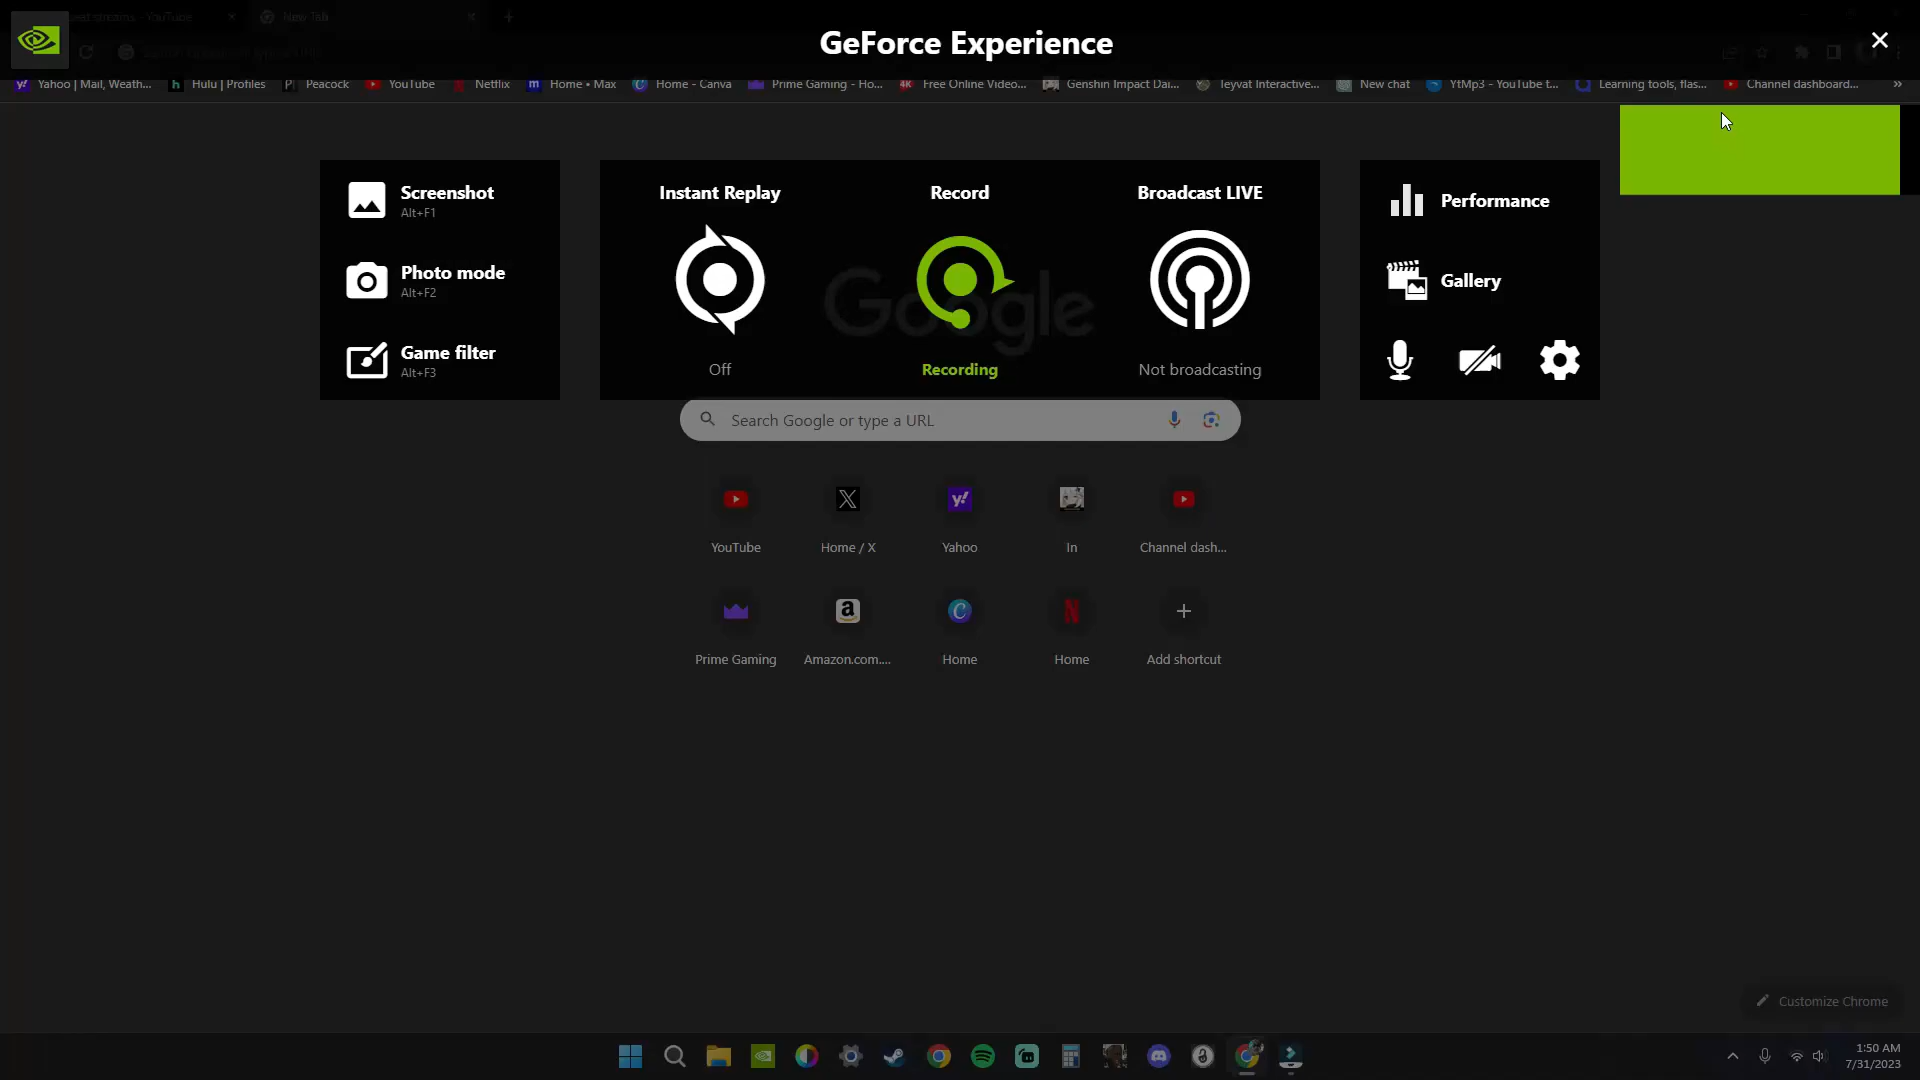 YouTube
New Tab
GeForce Experience
Yahoo | Mail, Weath...
Hulu | Profiles
Peacock
YouTube
Netflix
Home • Max
Home - Canva
Prime Gaming - Ho...
Free Online Video...
Genshin Impact Dai...
Teyvat Interactive...
New chat
YtMp3 - YouTube t...
Learning tools, flas...
Channel dashboard...
Screenshot
Alt+F1
Photo mode
Alt+F2
Game filter
Alt+F3
Instant Replay
Off
Record
Recording
Broadcast LIVE
Not broadcasting
Performance
Gallery
Google
Search Google or type a URL
YouTube
Home / X
Yahoo
In
Channel dash...
Prime Gaming
Amazon.com....
Home
Home
Add shortcut
Customize Chrome
1:50 AM
7/31/2023